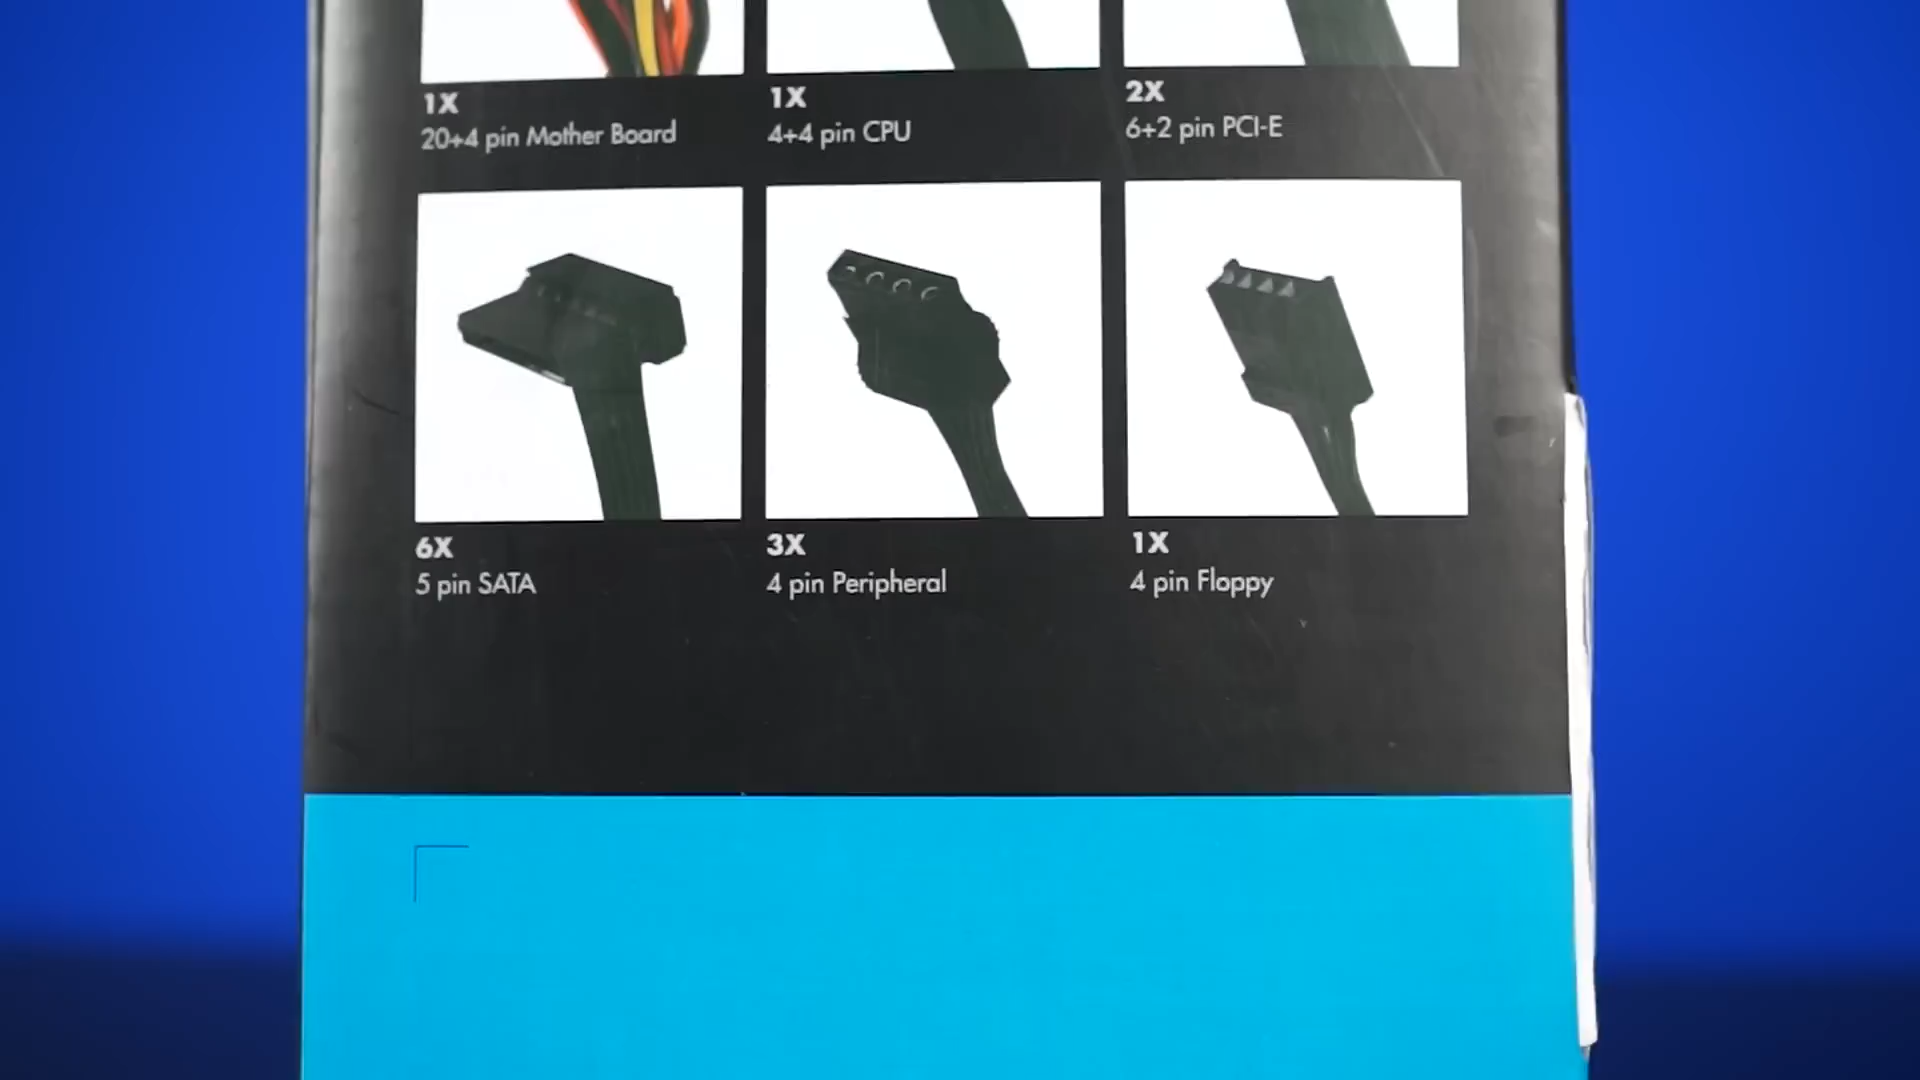 1X
20+4 pin Mother Board
1X
4+4 pin CPU
2X
6+2 pin PCI-E
6X
5 pin SATA
3X
4 pin Peripheral
1X
4 pin Floppy